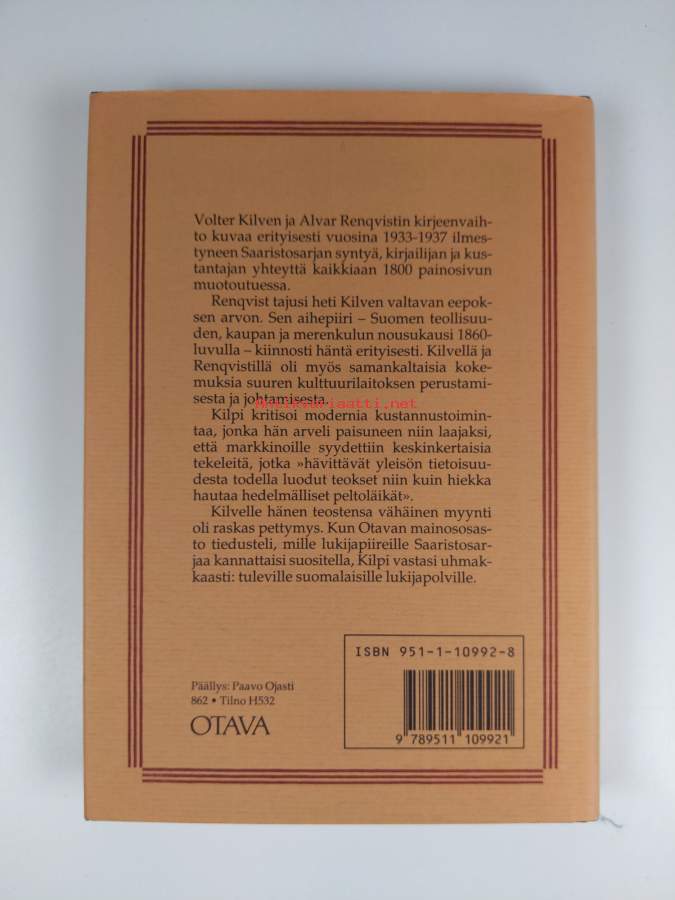 Volter Kilven ja Alvar Renqvistin kirjeenvaih-
to kuvaa erityisesti vuosina 1933-1937 ilmes-
tyneen Saaristosarjan syntyä, kirjailijan ja kus-
tantajan yhteyttä kaikkiaan 1800 painosivun
muotoutuessa.
Renqvist tajusi heti Kilven valtavan eepok-
sen arvon. Sen aihepiiri – Suomen teollisuu-
den, kaupan ja merenkulun nousukausi 1860-
luvulla – kiinnosti häntä erityisesti. Kilvellä ja
Renqvistillä oli myös samankaltaisia koke-
muksia suuren kulttuurilaitoksen perustami-
sesta ja johtamisesta.
Antikvariaatti.net
Kilpi kritisoi modernia kustannustoimin-
taa, jonka hän arveli paisuneen niin laajaksi,
että markkinoille syydettiin keskinkertaisia
tekeleitä, jotka »hävittävät yleisön tietoisuu-
desta todella luodut teokset niin kuin hiekka
hautaa hedelmälliset peltoläikät».
Kilvelle hänen teostensa vähäinen myynti
oli raskas pettymys. Kun Otavan mainososas-
to tiedusteli, mille lukijapiireille Saaristosar-
jaa kannattaisi suositella, Kilpi vastasi uhmak-
kaasti: tuleville suomalaisille lukijapolville.
ISBN 951-1-10992-8
Päällys: Paavo Ojasti
862 • Tilno H532
OTAVA
9 789511 109921